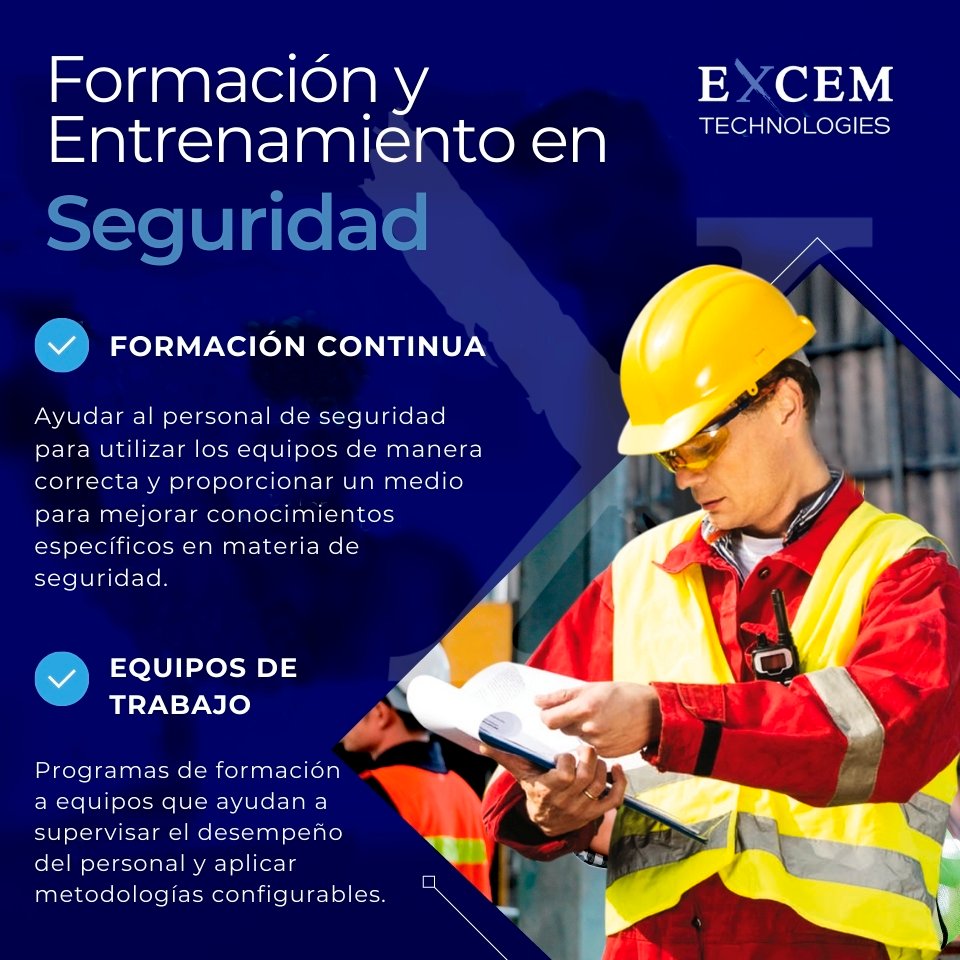 Formación y
Entrenamiento en
Seguridad
EXCEM
TECHNOLOGIES
FORMACIÓN CONTINUA
Ayudar al personal de seguridad
para utilizar los equipos de manera
correcta y proporcionar un medio
para mejorar conocimientos
específicos en materia de
seguridad.
EQUIPOS DE
TRABAJO
Programas de formación
a equipos que ayudan a
supervisar el desempeño
del personal y aplicar
metodologías configurables.